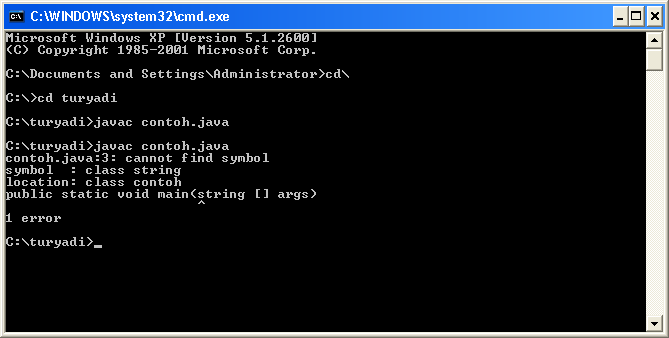 C:\WINDOWS\system32\cmd.exe
Microsoft Windows XP [Version 5.1.2600]
(C) Copyright 1985-2001 Microsoft Corp.
C:\Documents and Settings\Administrator>cd\
C:\>cd turyadi
C:\turyadi>javac contoh.java
C:\turyadi>javac contoh.java
contoh.java:3: cannot find symbol
symbol  : class string
location: class contoh
public static void main(string [] args)
                        ^
1 error
C:\turyadi>_